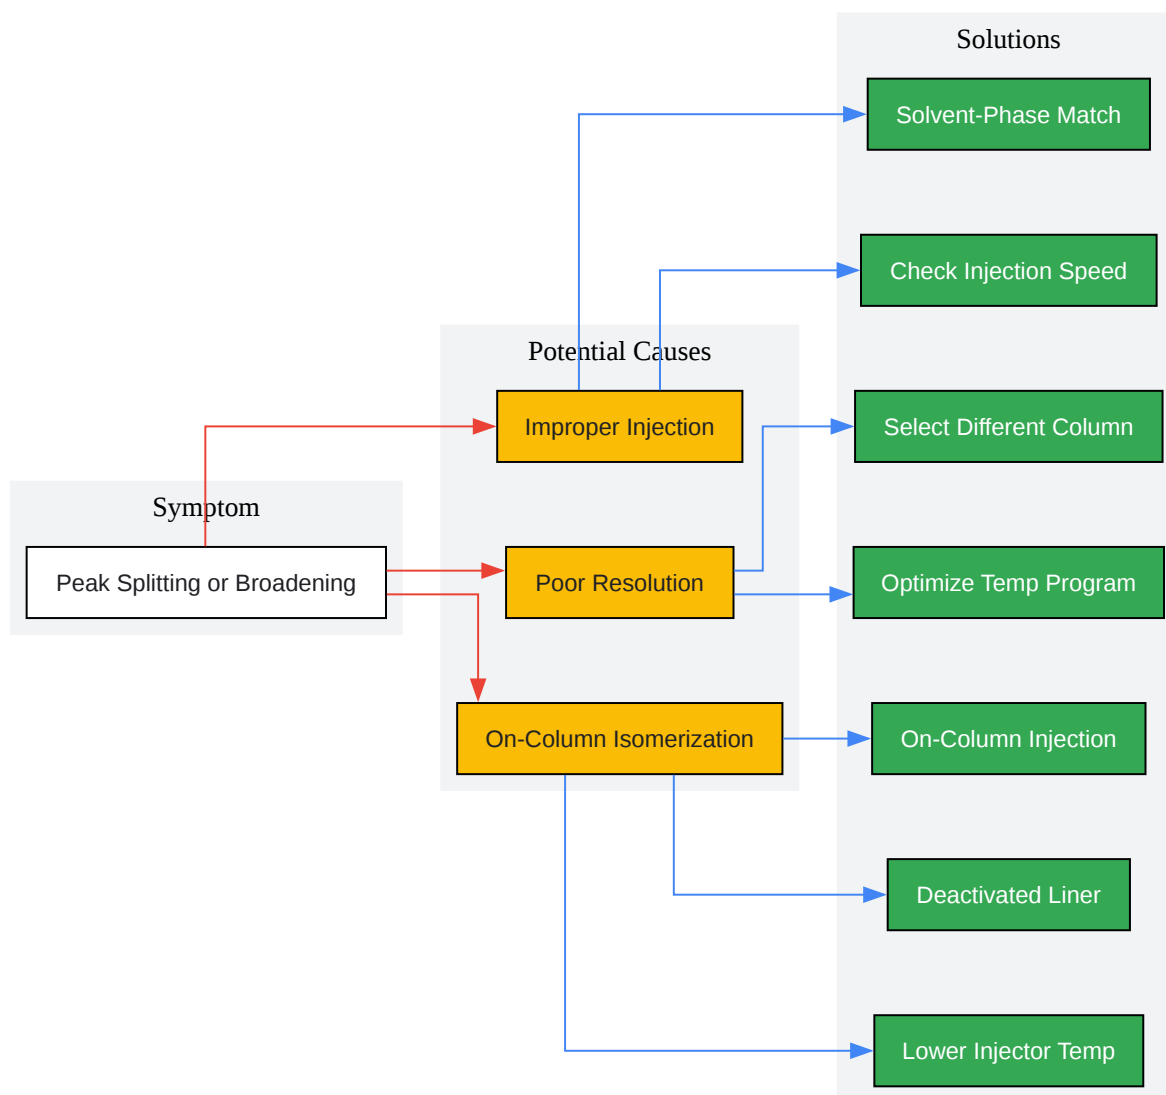 Solutions
Solvent-Phase Match
Check Injection Speed
Potential Causes
Improper Injection
Select Different Column
Symptom
Peak Splitting or Broadening
Poor Resolution
Optimize Temp Program
On-Column Isomerization
On-Column Injection
Deactivated Liner
Lower Injector Temp